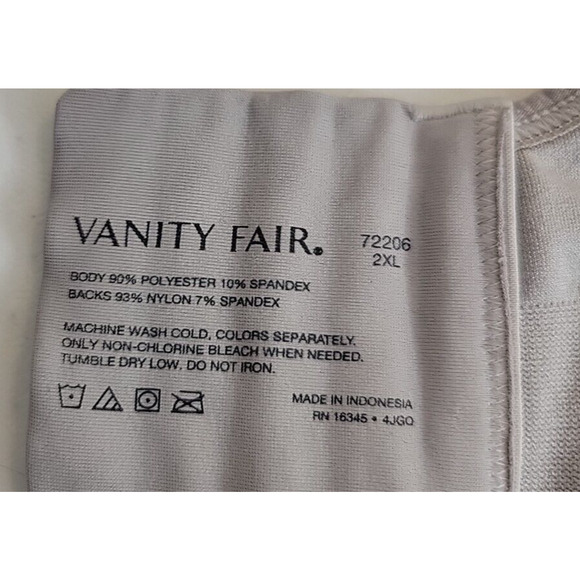 VANITY FAIR®
72206
2XL
BODY 90% POLYESTER 10% SPANDEX
BACKS 93% NYLON 7% SPANDEX
MACHINE WASH COLD, COLORS SEPARATELY.
ONLY NON-CHLORINE BLEACH WHEN NEEDED.
TUMBLE DRY LOW. DO NOT IRON.
MADE IN INDONESIA
RN 16345 • 4JGQ